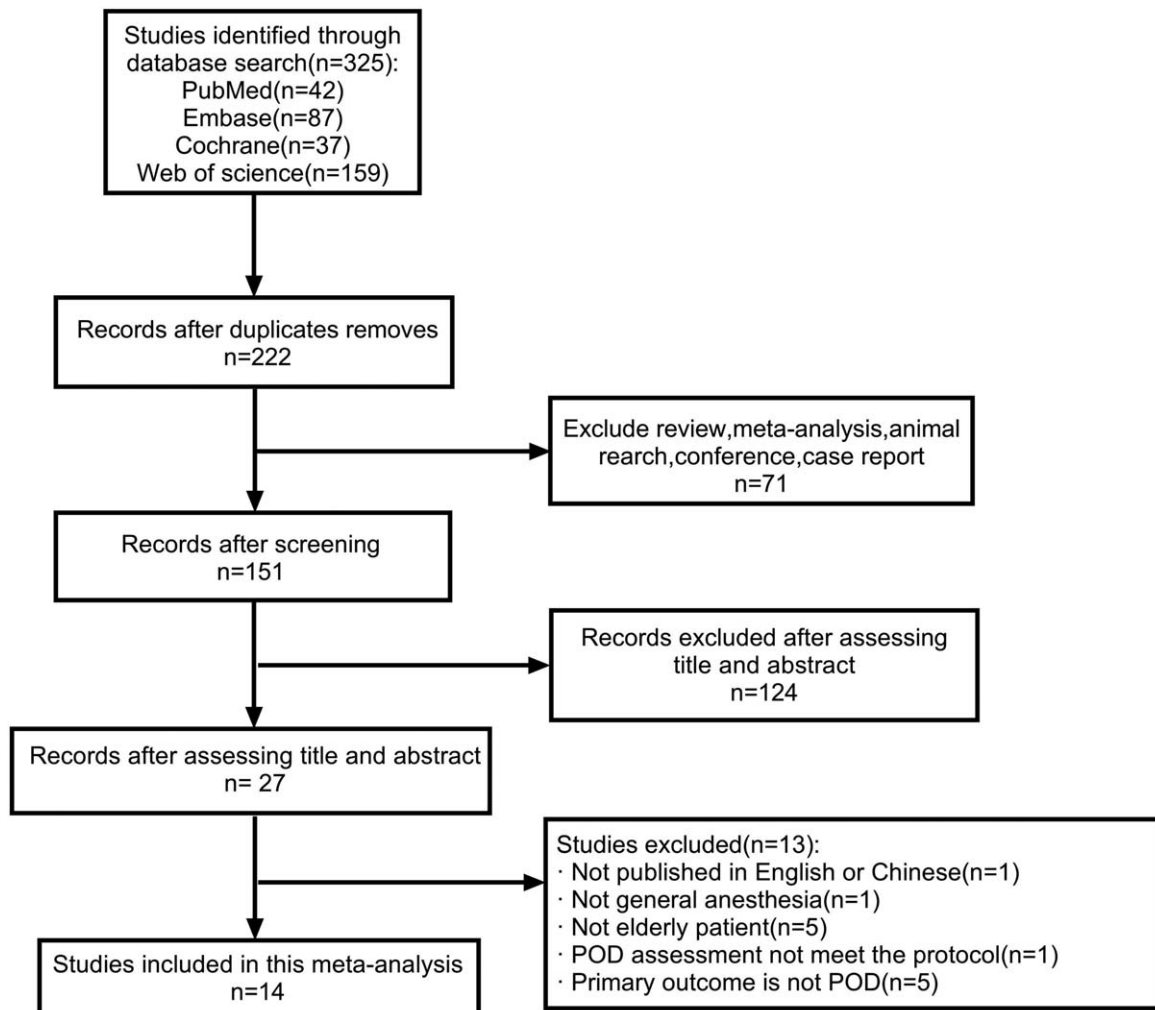 Studies identified through
database search(n=325):
PubMed(n=42)
Embase(n=87)
Cochrane(n=37)
Web of science(n=159)
Records after duplicates removes
n=222
Exclude review,meta-analysis,animal
rearch,conference,case report
n=71
Records after screening
n=151
Records excluded after assessing
title and abstract
n=124
Records after assessing title and abstract
n= 27
Studies excluded(n=13):
· Not published in English or Chinese(n=1)
· Not general anesthesia(n=1)
· Not elderly patient(n=5)
· POD assessment not meet the protocol(n=1)
· Primary outcome is not POD(n=5)
Studies included in this meta-analysis
n=14